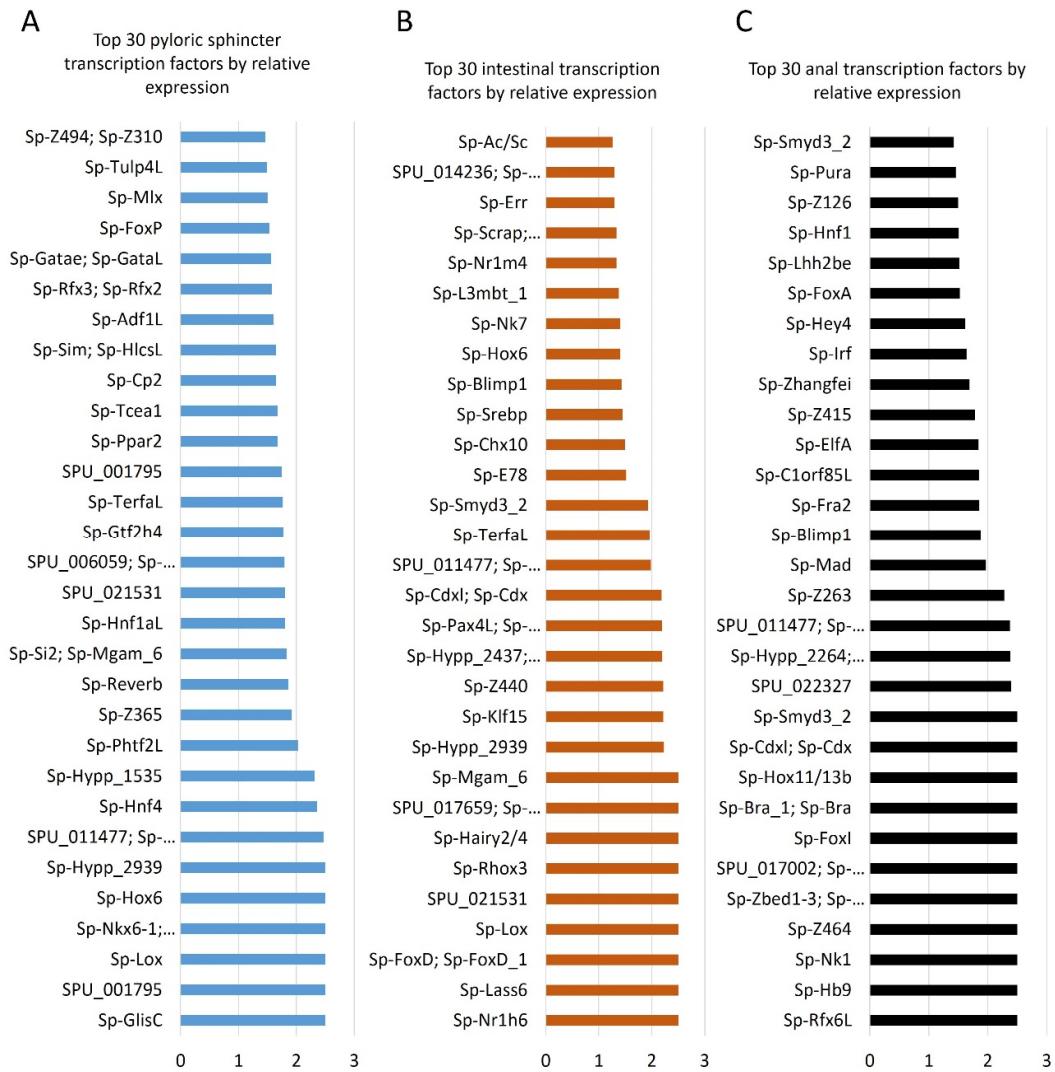 A
Top 30 pyloric sphincter
transcription factors by relative
expression
Sp-Z494; Sp-Z310
Sp-Tulp4L
Sp-Mlx
Sp-FoxP
Sp-Gatae; Sp-GataL
Sp-Rfx3; Sp-Rfx2
Sp-Adf1L
Sp-Sim; Sp-HlcsL
Sp-Cp2
Sp-Tcea1
Sp-Ppar2
SPU_001795
Sp-TerfaL
Sp-Gtf2h4
SPU_006059; Sp-...
SPU_021531
Sp-Hnf1aL
Sp-Si2; Sp-Mgam_6
Sp-Reverb
Sp-Z365
Sp-Phtf2L
Sp-Hypp_1535
Sp-Hnf4
SPU_011477; Sp-...
Sp-Hypp_2939
Sp-Hox6
Sp-Nkx6-1;...
Sp-Lox
SPU_001795
Sp-GlisC
0 1 2 3
B
Top 30 intestinal transcription
factors by relative expression
Sp-Ac/Sc
SPU_014236; Sp-...
Sp-Err
Sp-Scrap;...
Sp-Nr1m4
Sp-L3mbt_1
Sp-Nk7
Sp-Hox6
Sp-Blimp1
Sp-Srebp
Sp-Chx10
Sp-E78
Sp-Smyd3_2
Sp-TerfaL
SPU_011477; Sp-...
Sp-Cdxl; Sp-Cdx
Sp-Pax4L; Sp-...
Sp-Hypp_2437;...
Sp-Z440
Sp-Klf15
Sp-Hypp_2939
Sp-Mgam_6
SPU_017659; Sp-...
Sp-Hairy2/4
Sp-Rhox3
SPU_021531
Sp-Lox
Sp-FoxD; Sp-FoxD_1
Sp-Lass6
Sp-Nr1h6
0 1 2 3
C
Top 30 anal transcription factors by
relative expression
Sp-Smyd3_2
Sp-Pura
Sp-Z126
Sp-Hnf1
Sp-Lhh2be
Sp-FoxA
Sp-Hey4
Sp-Irf
Sp-Zhangfei
Sp-Z415
Sp-ElfA
Sp-C1orf85L
Sp-Fra2
Sp-Blimp1
Sp-Mad
Sp-Z263
SPU_011477; Sp-...
Sp-Hypp_2264;...
SPU_022327
Sp-Smyd3_2
Sp-Cdxl; Sp-Cdx
Sp-Hox11/13b
Sp-Bra_1; Sp-Bra
Sp-FoxI
SPU_017002; Sp-...
Sp-Zbed1-3; Sp-...
Sp-Z464
Sp-Nk1
Sp-Hb9
Sp-Rfx6L
0 1 2 3